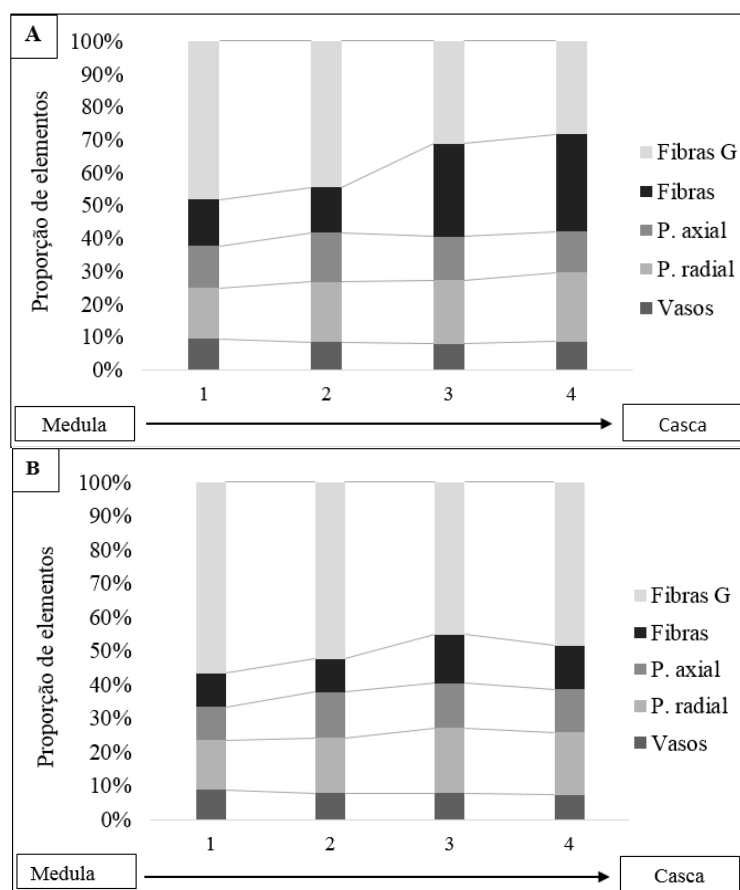 A
Proporção de elementos
100%
90%
80%
70%
60%
50%
40%
30%
20%
10%
0%
1 2 3 4
Fibras G
Fibras
P. axial
P. radial
Vasos
Medula Casca
B
Proporção de elementos
100%
90%
80%
70%
60%
50%
40%
30%
20%
10%
0%
1 2 3 4
Fibras G
Fibras
P. axial
P. radial
Vasos
Medula Casca